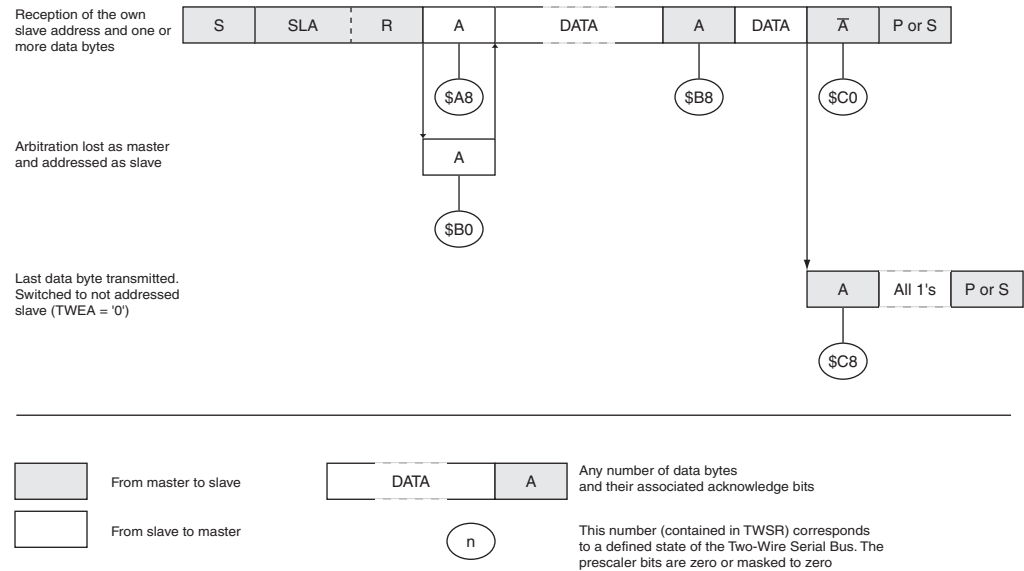 Reception of the own
slave address and one or
more data bytes
S SLA R A DATA A DATA A̅ P or S
$A8 $B8 $C0
Arbitration lost as master
and addressed as slave
A
$B0
Last data byte transmitted.
Switched to not addressed
slave (TWEA = '0')
A All 1's P or S
$C8
From master to slave
DATA A
Any number of data bytes
and their associated acknowledge bits
From slave to master
n
This number (contained in TWSR) corresponds
to a defined state of the Two-Wire Serial Bus. The
prescaler bits are zero or masked to zero